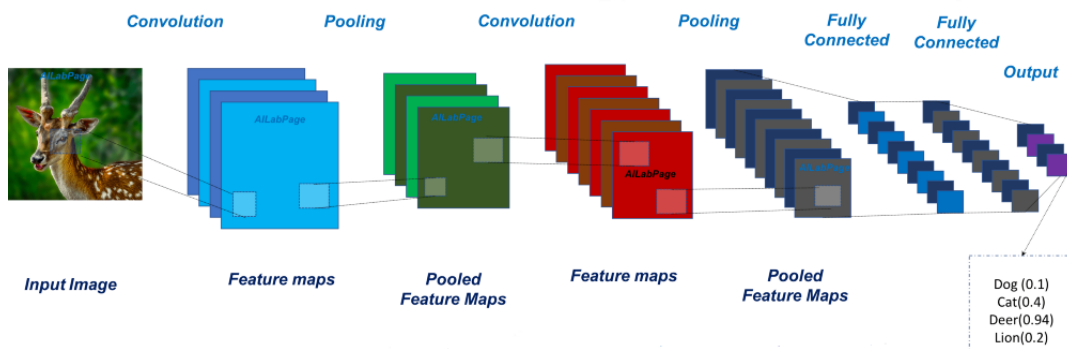 Convolution
Pooling
Convolution
Pooling
Fully
Connected
Fully
Connected
Output
AILabPage
AILabPage
AILabPage
AILabPage
AILabPage
Input Image
Feature maps
Pooled
Feature Maps
Feature maps
Pooled
Feature Maps
Dog (0.1)
Cat(0.4)
Deer(0.94)
Lion(0.2)